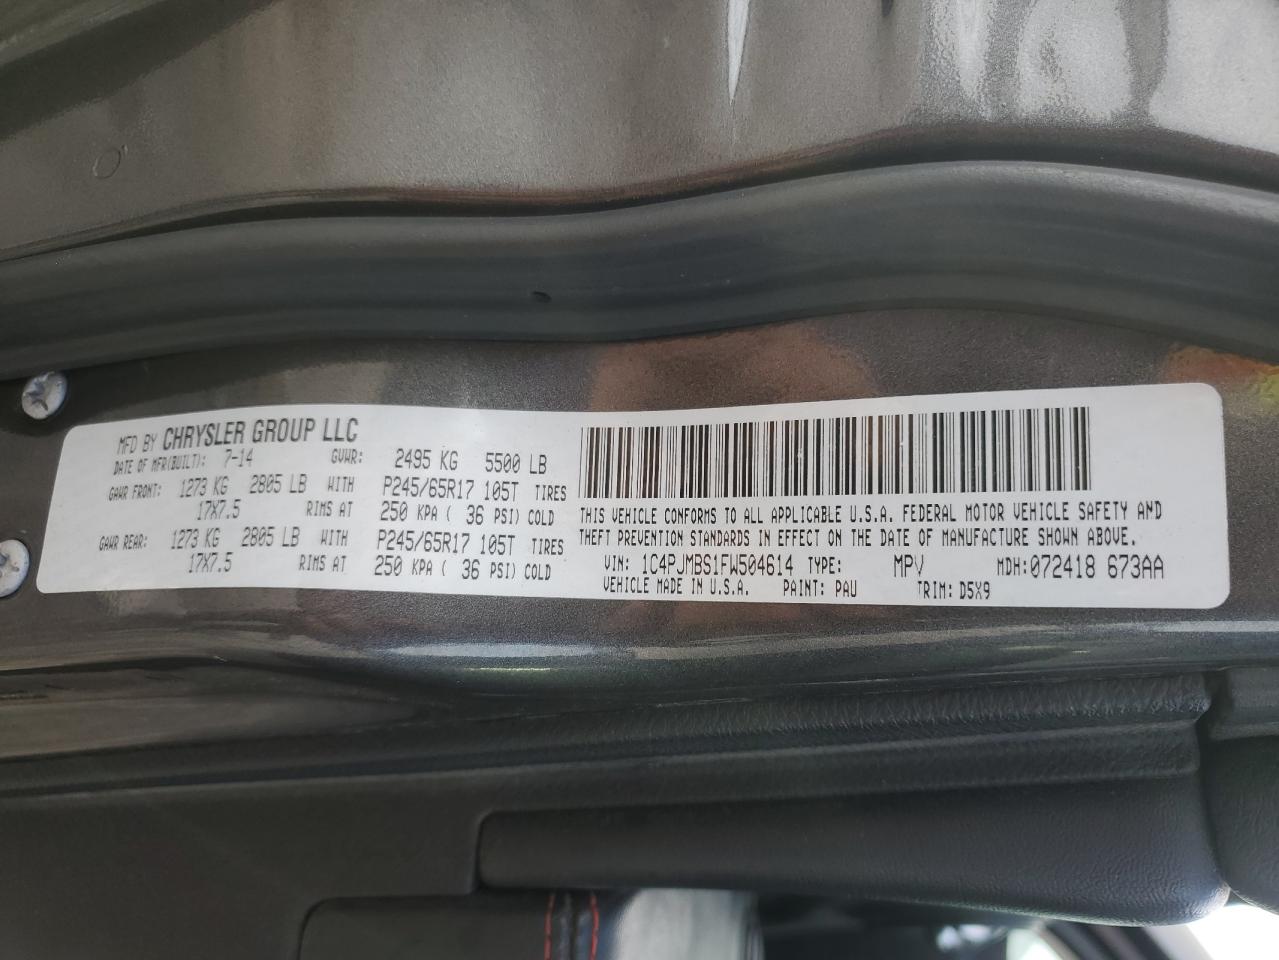 MFD BY CHRYSLER GROUP LLC
DATE OF MFR(BUILT): 7-14 GVWR: 2495 KG 5500 LB
GAWR FRONT: 1273 KG 2805 LB WITH P245/65R17 105T TIRES
17X7.5 RIMS AT 250 KPA ( 36 PSI) COLD
GAWR REAR: 1273 KG 2805 LB WITH P245/65R17 105T TIRES
17X7.5 RIMS AT 250 KPA ( 36 PSI) COLD
THIS VEHICLE CONFORMS TO ALL APPLICABLE U.S.A. FEDERAL MOTOR VEHICLE SAFETY AND
THEFT PREVENTION STANDARDS IN EFFECT ON THE DATE OF MANUFACTURE SHOWN ABOVE.
VIN: 1C4PJMBS1FW504614 TYPE: MPV MDH: 072418 673AA
VEHICLE MADE IN U.S.A. PAINT: PAU TRIM: D5X9